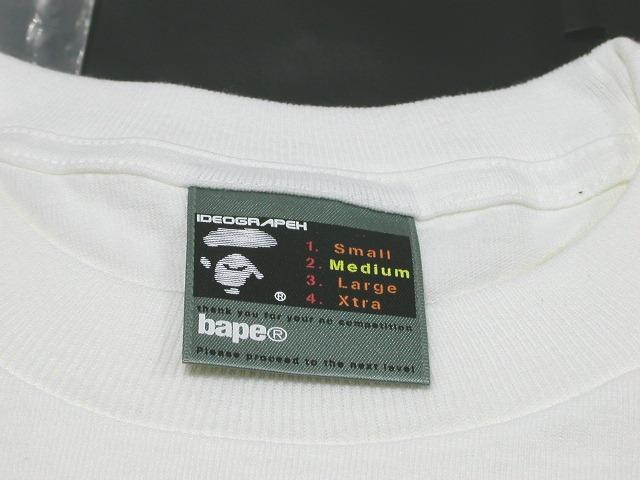 IDEOGRAPEH
1. Small
2. Medium
3. Large
4. Xtra
®
thank you for your no competition
bape®
Please proceed to the next level